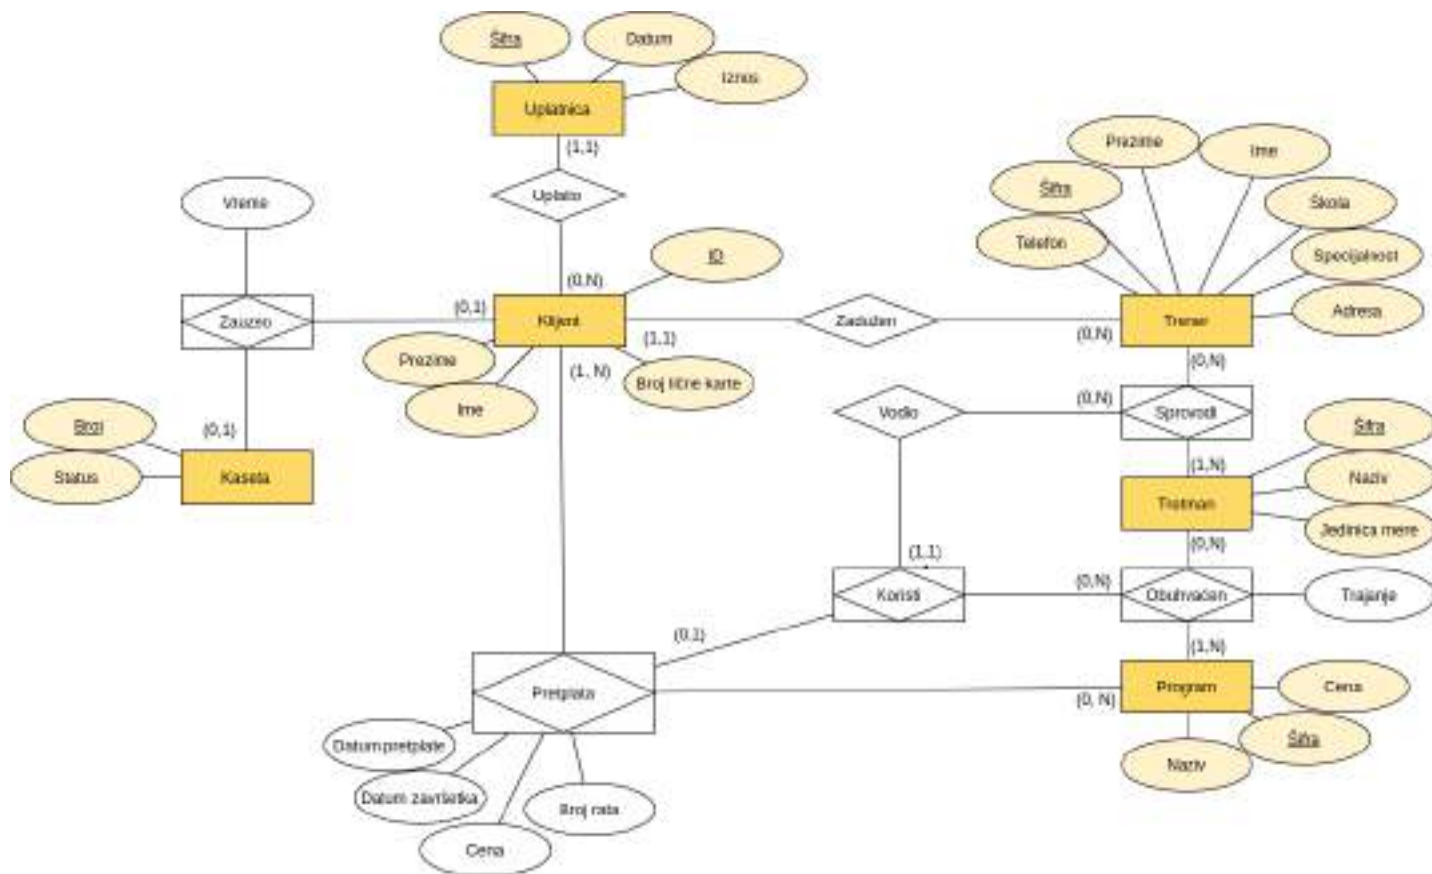 Šifra
Datum
Iznos
Uplatnica
(1,1)
Uplatio
(0,N)
Vreme
Zauzeo
(0,1)
Klijent
ID
(1,1)
Prezime
Ime
(1, N)
Broj lične karte
Zadužen
(0,N)
Prezime
Ime
Šifra
Škola
Telefon
Specijalnost
Adresa
Trener
(0,N)
Vodio
(0,N)
Sprovodi
(1,N)
Šifra
Naziv
Jedinica mere
Tretman
(0,N)
(0,1)
Broj
Status
Kaseta
(1,1)
Koristi
(0,N)
Obuhvaćen
Trajanje
(1,N)
(0,1)
Pretplata
(0, N)
Program
Cena
Šifra
Naziv
Datum pretplate
Datum završetka
Cena
Broj rata